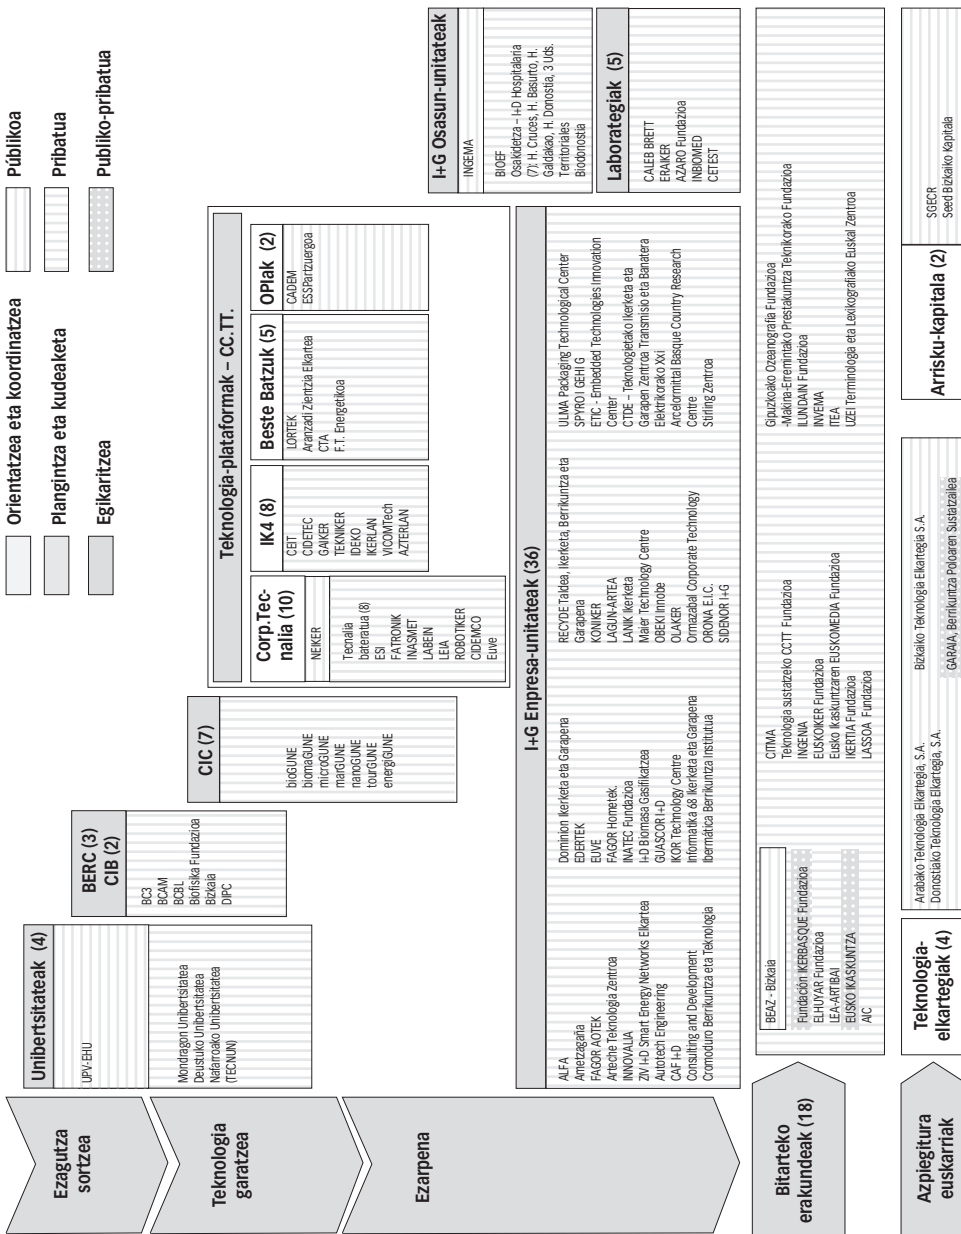 Orientatzea eta koordinatzea
Plangintza eta kudeaketa
Egikaritzea
Públikoa
Pribatua
Publiko-pribatua
Ezagutza
sortzea
Teknologia
garatzea
Ezarpena
Bitarteko
erakundeak (18)
Azpiegitura
euskarriak
Unibertsitateak (4)
UPV-EHU
Mondragon Unibertsitatea
Deustuko Unibertsitatea
Nafarroako Unibertsitatea
(TECNUN)
BERC (3)
CIB (2)
BC3
BCAM
BCBL
Biofisika Fundazioa
Bizkaia
DIPC
CIC (7)
bioGUNE
biomaGUNE
microGUNE
marGUNE
nanoGUNE
tourGUNE
energiGUNE
Teknologia-plataformak – CC.TT.
Corp.Tec-
nalia (10)
NEIKER
Tecnalia
bateratua (8)
ESI
FATRONIK
INASMET
LABEIN
LEIA
ROBOTIKER
CIDEMCO
Euve
IK4 (8)
CEIT
CIDETEC
GAIKER
TEKNIKER
IDEKO
IKERLAN
VICOMTech
AZTERLAN
Beste Batzuk (5)
LORTEK
Aranzadi Zientzia Elkartea
CTA
F.T. Energetikoa
OPIak (2)
CADEM
ESSPartzuergoa
I+G Osasun-unitateak
INGEMA
BIOEF
Osakidetza – I+D Hospitalaria
(7): H. Cruces, H. Basurto, H.
Galdakao, H. Donostia, 3 Uds.
Territoriales
Biodonostia
I+G Enpresa-unitateak (36)
ALFA
Ametzagaña
FAGOR AOTEK
Arteche Teknologia Zentroa
INNOVALIA
ZIV I+D Smart Energy Networks Elkartea
Autotech Engineering
CAF I+D
Consulting and Development
Cromoduro Berrikuntza eta Teknologia
Dominion Ikerketa eta Garapena
EDERTEK
EUVE
FAGOR Hometek.
INATEC Fundazioa
I+D Biomasa Gasifikatzea
GUASCOR I+D
IKOR Technology Centre
Informatika 68 Ikerketa eta Garapena
Ibermática Berrikuntza Institutua
RECYDE Taldea, Ikerketa, Berrikuntza eta
Garapena
KONIKER
LAGUN-ARTEA
LANIK Ikerketa
Maier Technology Centre
OBEKI Innobe
OLAKER
Ormazabal Corporate Technology
ORONA E.I.C.
SIDENOR I+G
ULMA Packaging Technological Center
SPYRO I GEHI G
ETIC - Embedded Technologies Innovation
Center
CTDE – Teknologietako Ikerketa eta
Garapen Zentroa Transmisio eta Banatera
Elektrikorako Xxi
Arcelormittal Basque Country Research
Centre
Stirling Zentroa
Laborategiak (5)
CALEB BRETT
ERAIKER
AZARO Fundazioa
INBIOMED
CETEST
BEAZ - Bizkaia
Fundación IKERBASQUE Fundazioa
ELHUYAR Fundazioa
LEA-ARTIBAI
EUSKO IKASKUNTZA
AIC
CITMA
Teknologia sustatzeko CCTT Fundazioa
INGENIA
EUSKOIKER Fundazioa
Eusko Ikaskuntzaren EUSKOMEDIA Fundazioa
IKERTIA Fundazioa
LASSOA Fundazioa
Gipuzkoako Ozeanografia Fundazioa
-Makina-Erremintako Prestakuntza Teknikorako Fundazioa
ILUNDAIN Fundazioa
INVEMA
ITEA
UZEI Terminologia eta Lexikografiako Euskal Zentroa
Teknologia-
elkartegiak (4)
Arabako Teknologia Elkartegia, S.A.
Donostiako Teknologia Elkartegia, S.A.
Bizkaiko Teknologia Elkartegia S.A.
GARAIA, Berrikuntza Poloaren Sustatzailea
Arrisku-kapitala (2)
SGECR
Seed Bizkaiko Kapitala